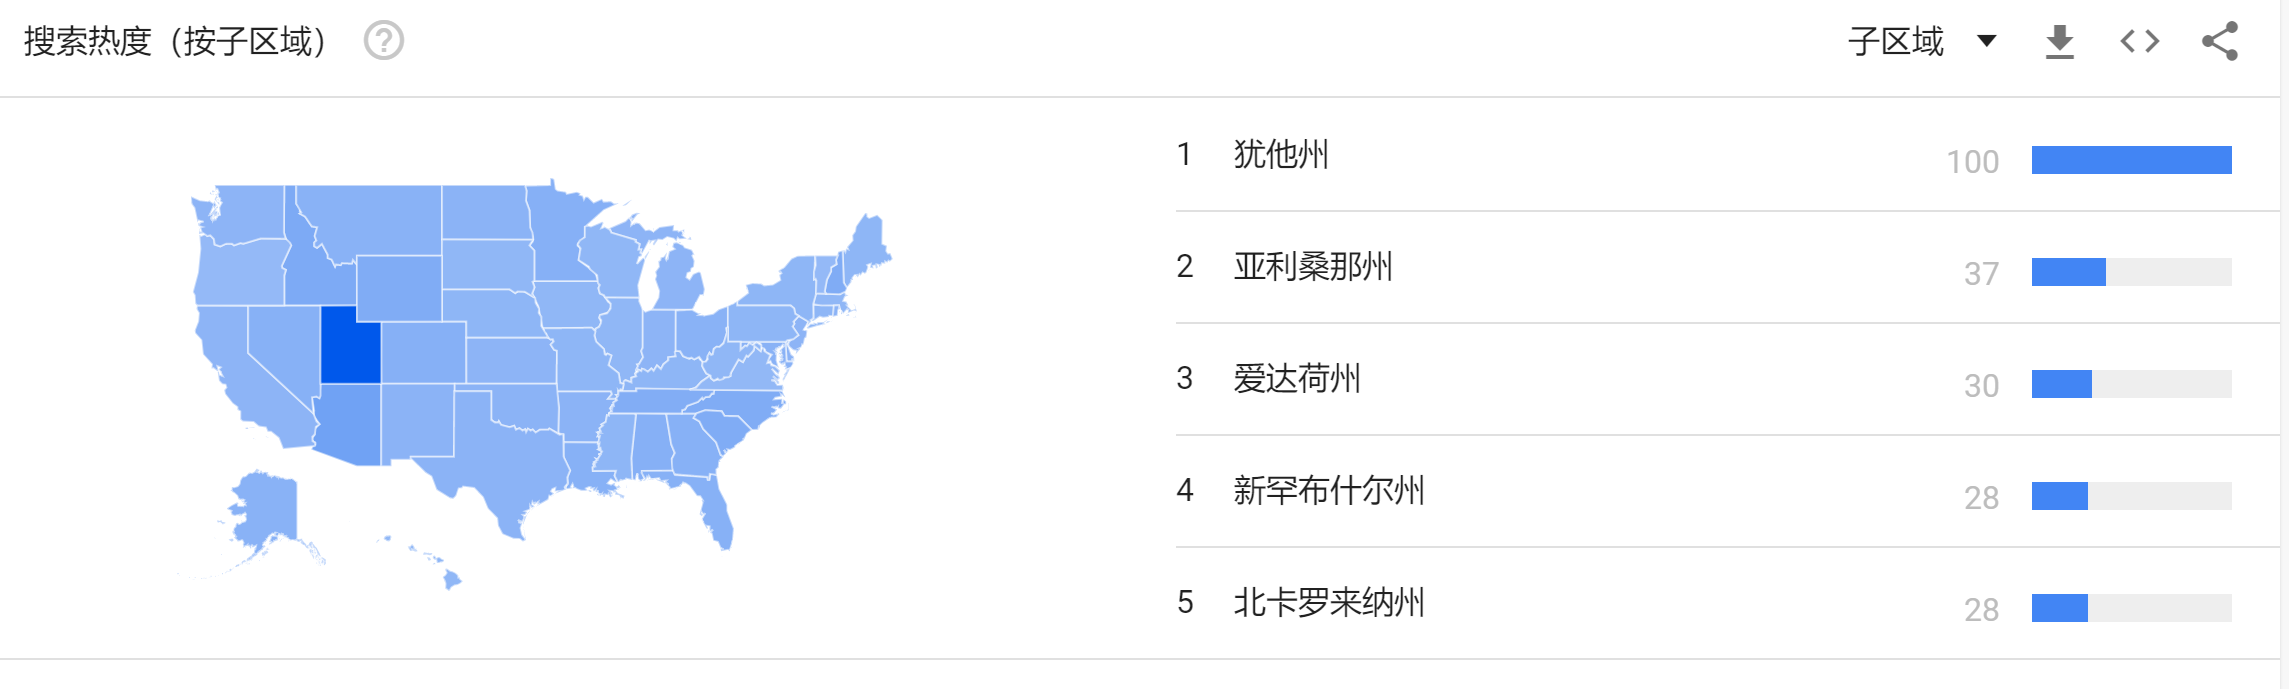 搜索热度（按子区域） ?
子区域
1 犹他州 100
2 亚利桑那州 37
3 爱达荷州 30
4 新罕布什尔州 28
5 北卡罗来纳州 28